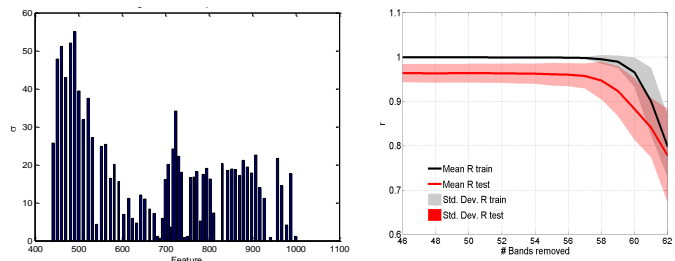 60
50
40
30
20
10
0
σ
400 500 600 700 800 900 1000 1100
Feature
1.1
1
0.9
0.8
0.7
0.6
r
Mean R train
Mean R test
Std. Dev. R train
Std. Dev. R test
46 48 50 52 54 56 58 60 62
# Bands removed